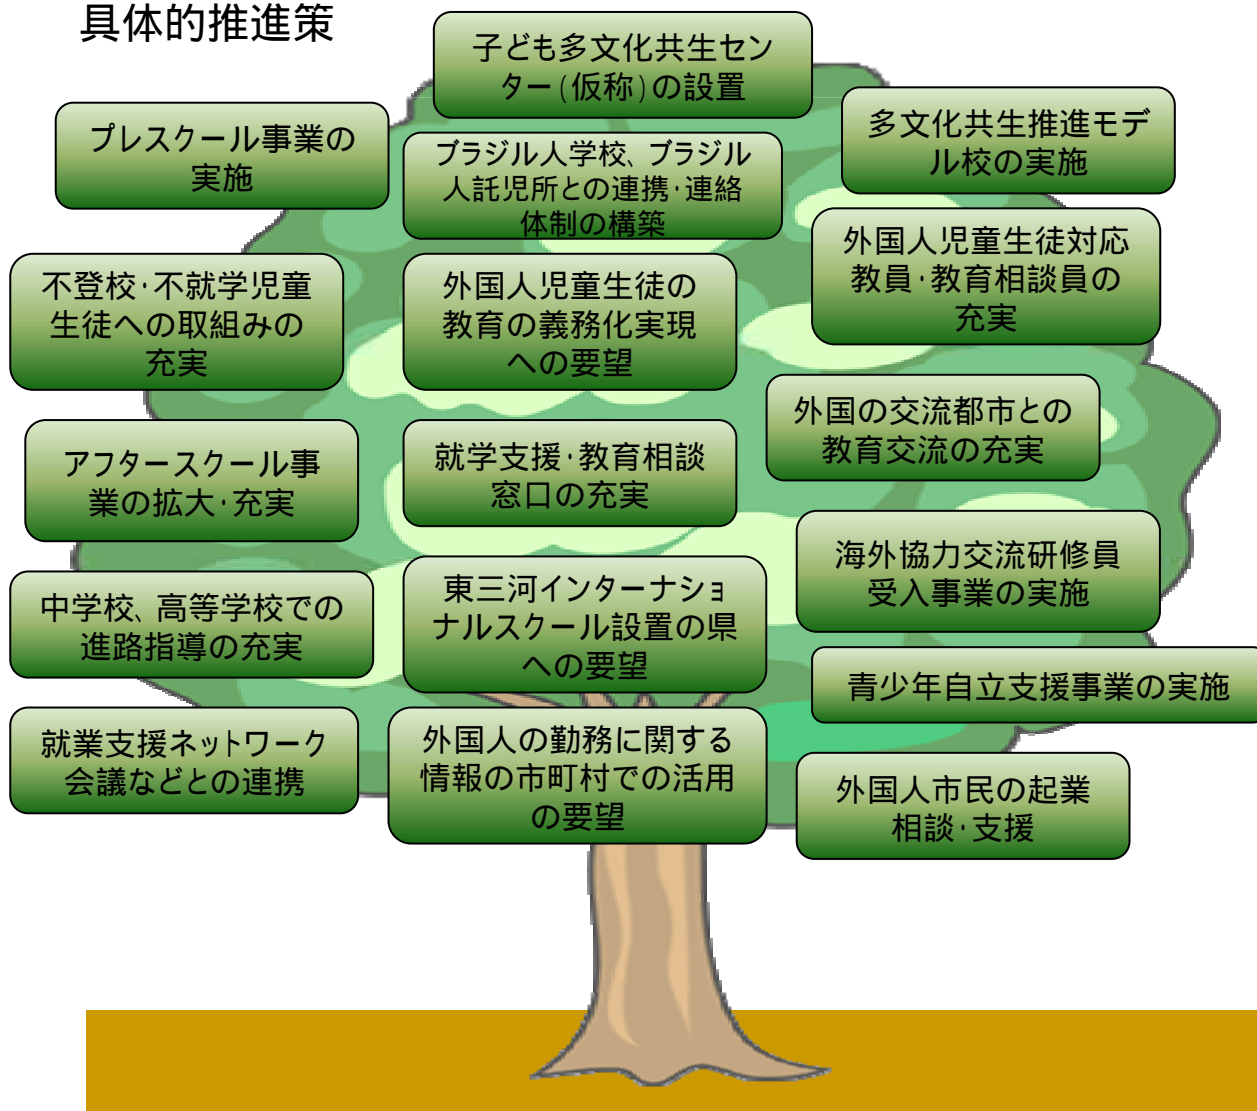 具体的推進策
子ども多文化共生セン
ター(仮称)の設置
プレスクール事業の
実施
ブラジル人学校、ブラジル
人託児所との連携・連絡
体制の構築
多文化共生推進モデ
ル校の実施
不登校・不就学児童
生徒への取組みの
充実
外国人児童生徒の
教育の義務化実現
への要望
外国人児童生徒対応
教員・教育相談員の
充実
アフタースクール事
業の拡大・充実
就学支援・教育相談
窓口の充実
外国の交流都市との
教育交流の充実
中学校、高等学校での
進路指導の充実
東三河インターナショ
ナルスクール設置の県
への要望
海外協力交流研修員
受入事業の実施
青少年自立支援事業の実施
就業支援ネットワーク
会議などとの連携
外国人の勤務に関する
情報の市町村での活用
の要望
外国人市民の起業
相談・支援